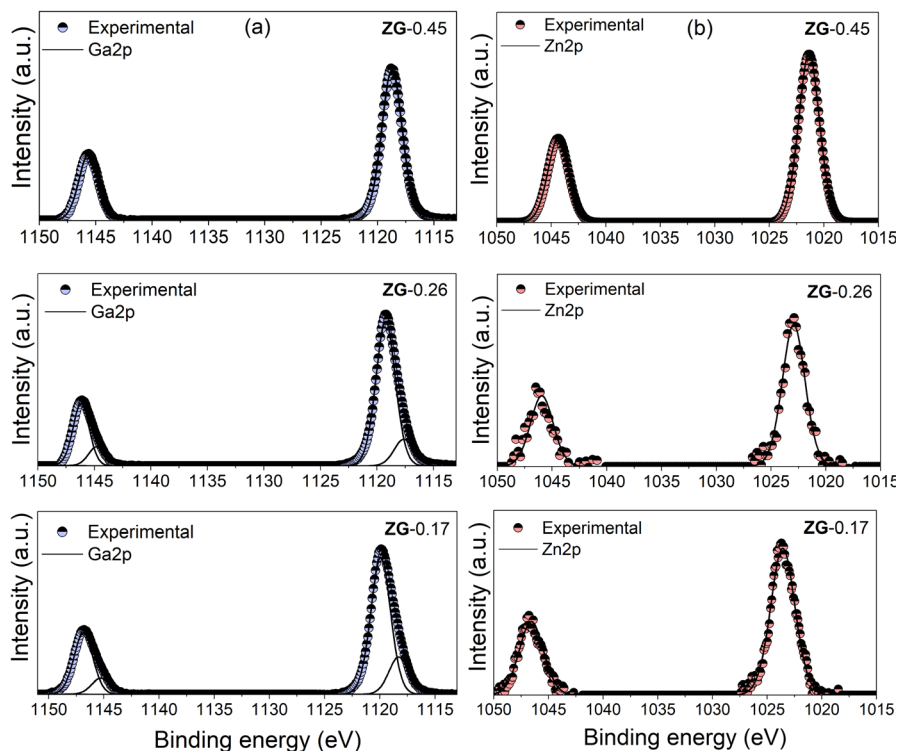 (a)
Experimental
Ga2p
ZG-0.45
Intensity (a.u.)
1150 1145 1140 1135 1130 1125 1120 1115
(b)
Experimental
Zn2p
ZG-0.45
Intensity (a.u.)
1050 1045 1040 1035 1030 1025 1020 1015
Experimental
Ga2p
ZG-0.26
Intensity (a.u.)
1150 1145 1140 1135 1130 1125 1120 1115
Experimental
Zn2p
ZG-0.26
Intensity (a.u.)
1050 1045 1040 1035 1030 1025 1020 1015
Experimental
Ga2p
ZG-0.17
Intensity (a.u.)
1150 1145 1140 1135 1130 1125 1120 1115
Binding energy (eV)
Experimental
Zn2p
ZG-0.17
Intensity (a.u.)
1050 1045 1040 1035 1030 1025 1020 1015
Binding energy (eV)